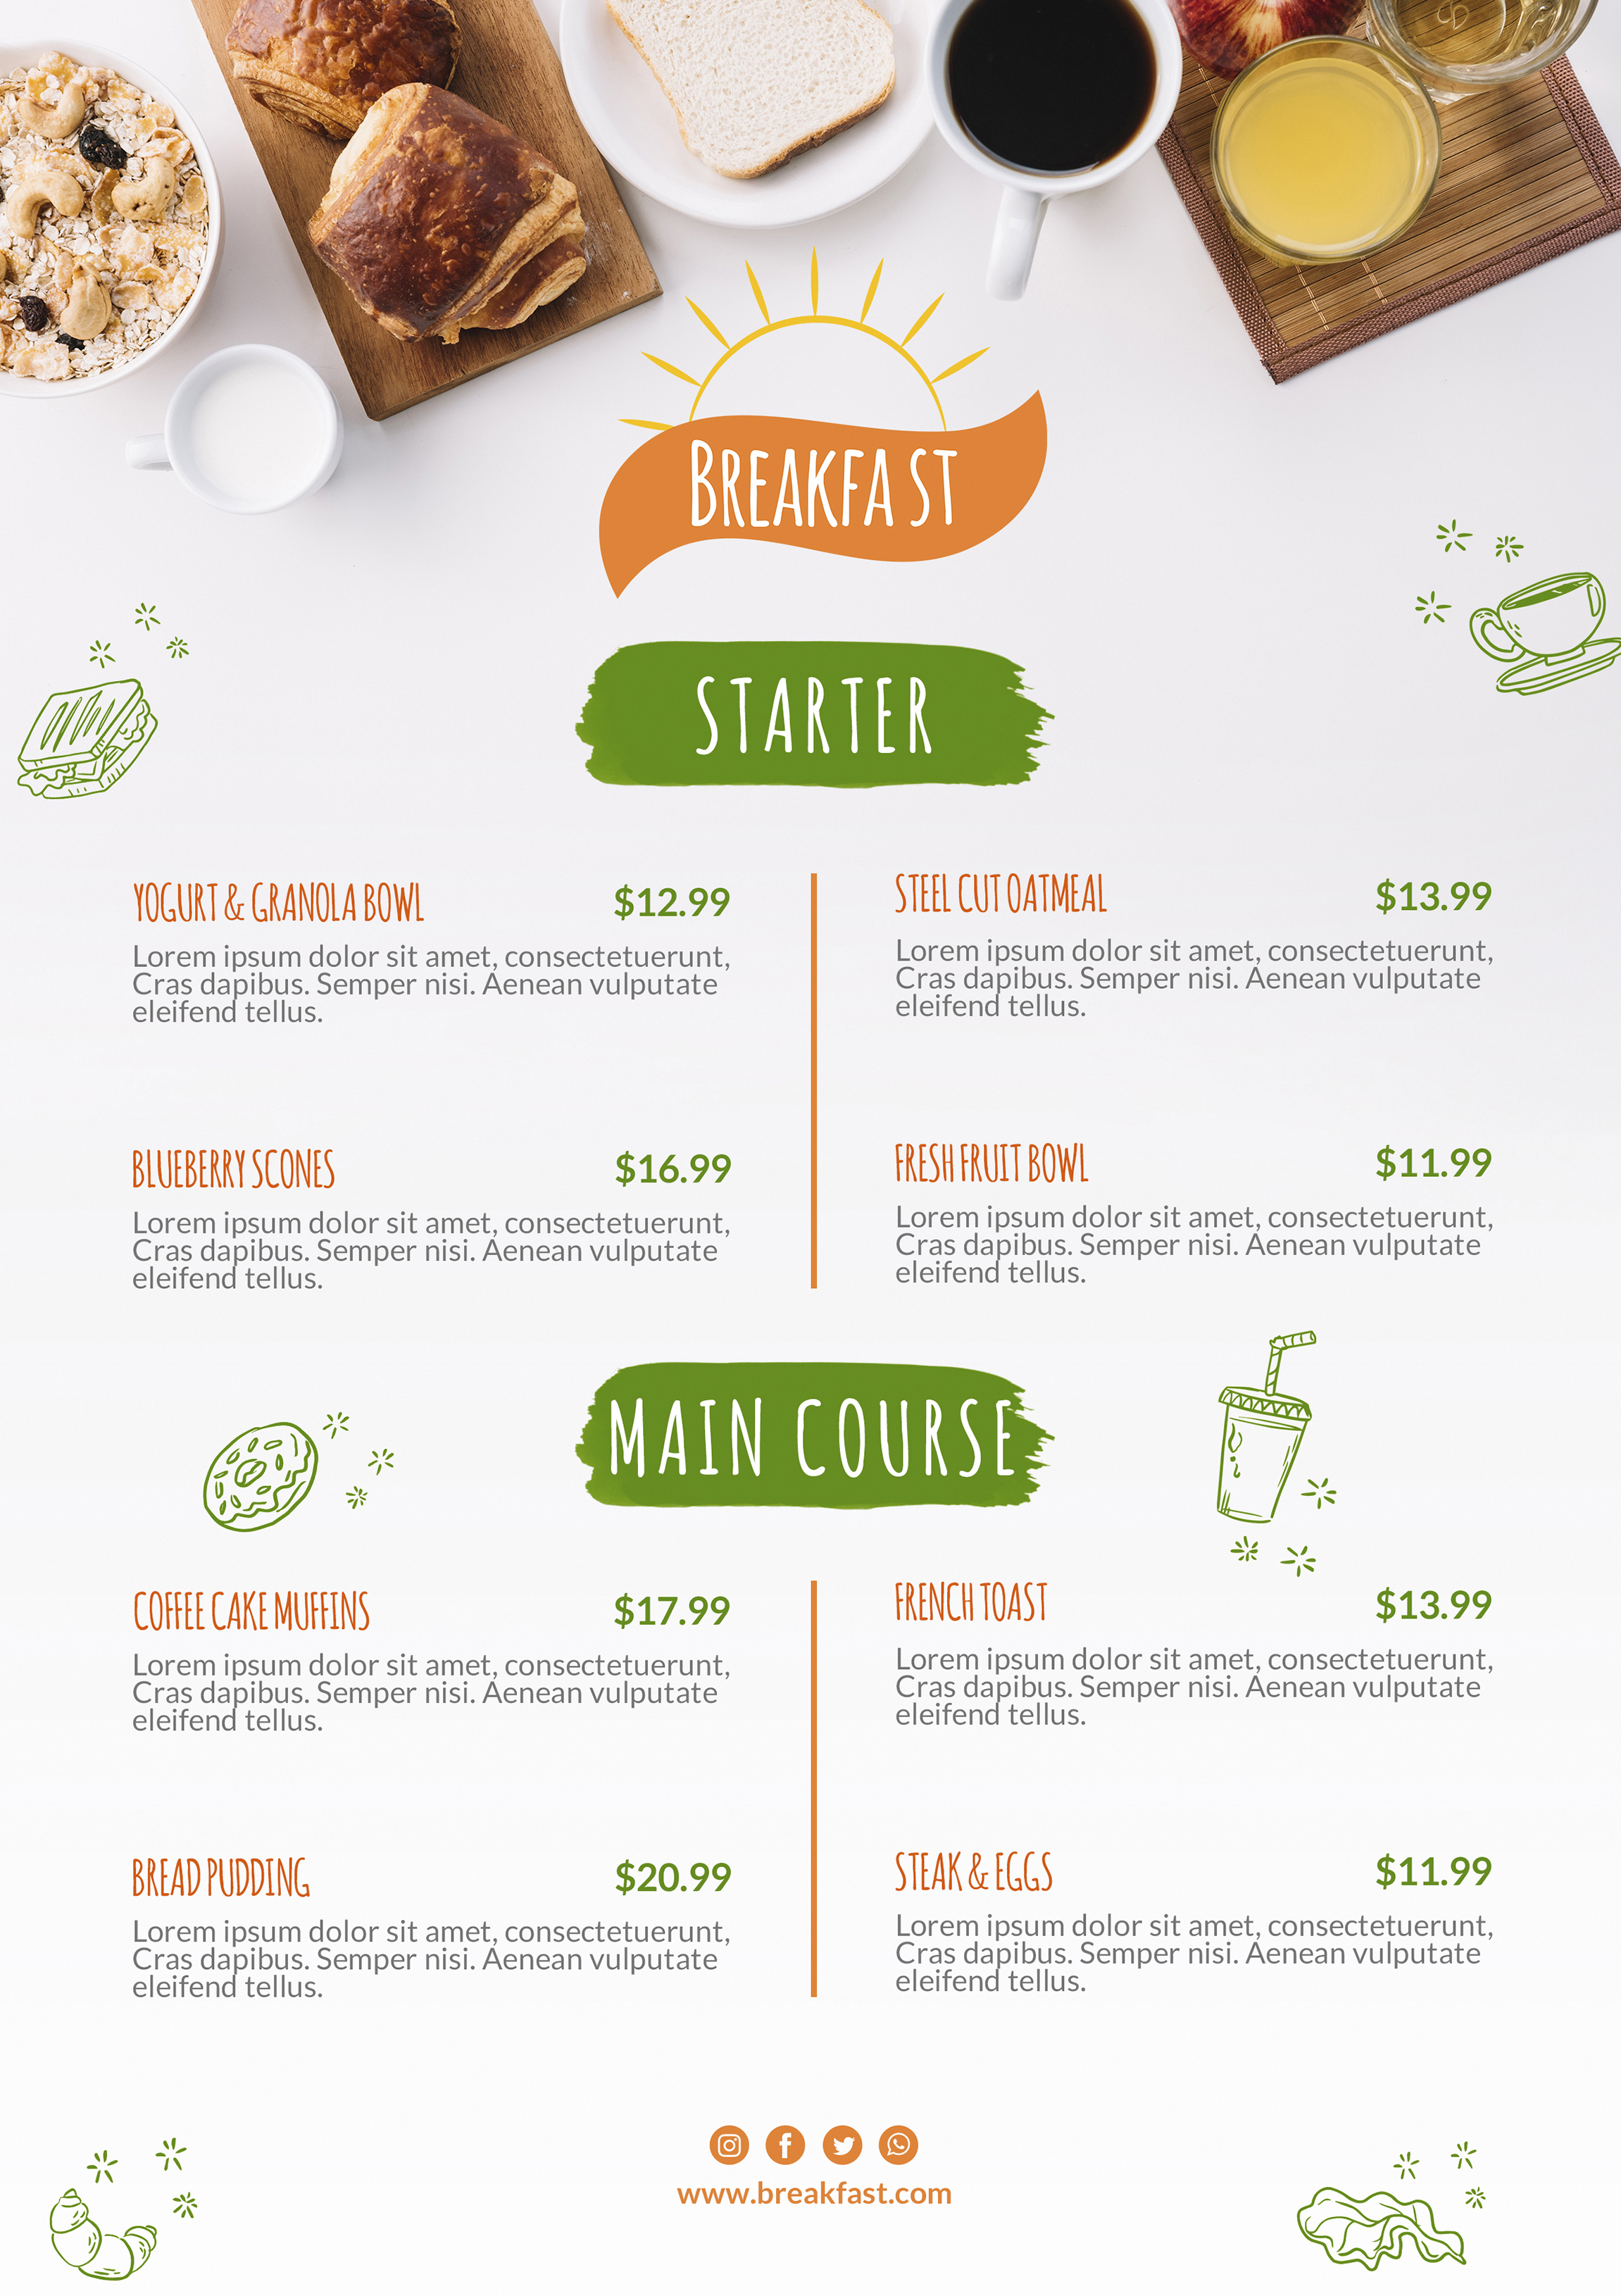 BREAKFAST
STARTER
YOGURT & GRANOLA BOWL $12.99
Lorem ipsum dolor sit amet, consectetuerunt,
Cras dapibus. Semper nisi. Aenean vulputate
eleifend tellus.
BLUEBERRY SCONES $16.99
Lorem ipsum dolor sit amet, consectetuerunt,
Cras dapibus. Semper nisi. Aenean vulputate
eleifend tellus.
STEEL CUT OATMEAL $13.99
Lorem ipsum dolor sit amet, consectetuerunt,
Cras dapibus. Semper nisi. Aenean vulputate
eleifend tellus.
FRESH FRUIT BOWL $11.99
Lorem ipsum dolor sit amet, consectetuerunt,
Cras dapibus. Semper nisi. Aenean vulputate
eleifend tellus.
MAIN COURSE
COFFEE CAKE MUFFINS $17.99
Lorem ipsum dolor sit amet, consectetuerunt,
Cras dapibus. Semper nisi. Aenean vulputate
eleifend tellus.
BREAD PUDDING $20.99
Lorem ipsum dolor sit amet, consectetuerunt,
Cras dapibus. Semper nisi. Aenean vulputate
eleifend tellus.
FRENCH TOAST $13.99
Lorem ipsum dolor sit amet, consectetuerunt,
Cras dapibus. Semper nisi. Aenean vulputate
eleifend tellus.
STEAK & EGGS $11.99
Lorem ipsum dolor sit amet, consectetuerunt,
Cras dapibus. Semper nisi. Aenean vulputate
eleifend tellus.
www.breakfast.com